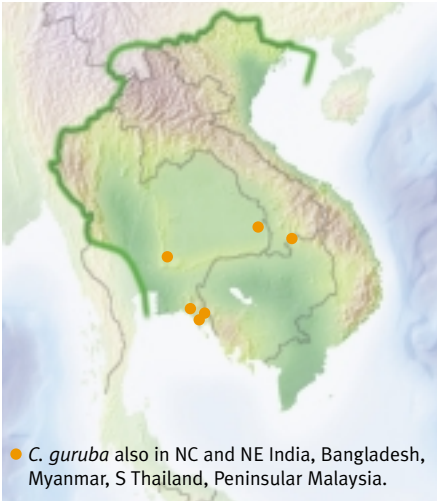 C. guruba also in NC and NE India, Bangladesh,
Myanmar, S Thailand, Peninsular Malaysia.